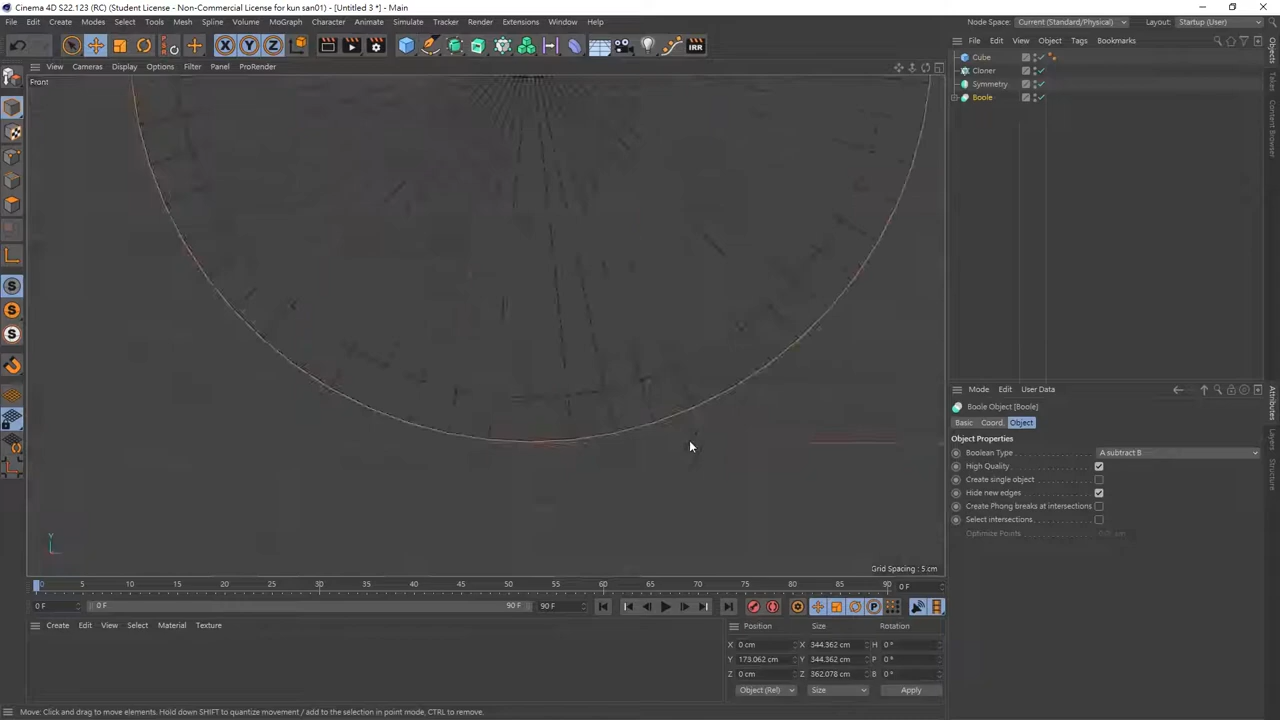 Cinema 4D S22.123 (RC) (Student License - Non-Commercial License for kun san01) - [Untitled 3 *] - Main
File Edit Create Modes Select Tools Mesh Spline Volume MoGraph Character Animate Simulate Tracker Render Extensions Window Help Node Space: Current (Standard/Physical) Layout: Startup (User)
X Y Z IRR
File Edit View Object Tags Bookmarks
View Cameras Display Options Filter Panel ProRender
Front
Cube
Cloner
Symmetry
Boole
Objects
Takes
Content Browser
Mode Edit User Data
Boole Object [Boole]
Basic Coord. Object
Object Properties
Boolean Type A subtract B
High Quality
Create single object
Hide new edges
Create Phong breaks at intersections
Select intersections
Optimize Points
Attributes
Layers
Structure
S
S
S
Y
Grid Spacing : 5 cm
0 5 10 15 20 25 30 35 40 45 50 55 60 65 70 75 80 85 90 0 F
0 F 0 F 90 F 90 F P
Create Edit View Select Material Texture
Position Size Rotation
X 0 cm X 344.362 cm H 0 °
Y 173.062 cm Y 344.362 cm P 0 °
Z 0 cm Z 362.078 cm B 0 °
Object (Rel) Size Apply
Move: Click and drag to move elements. Hold down SHIFT to quantize movement / add to the selection in point mode, CTRL to remove.